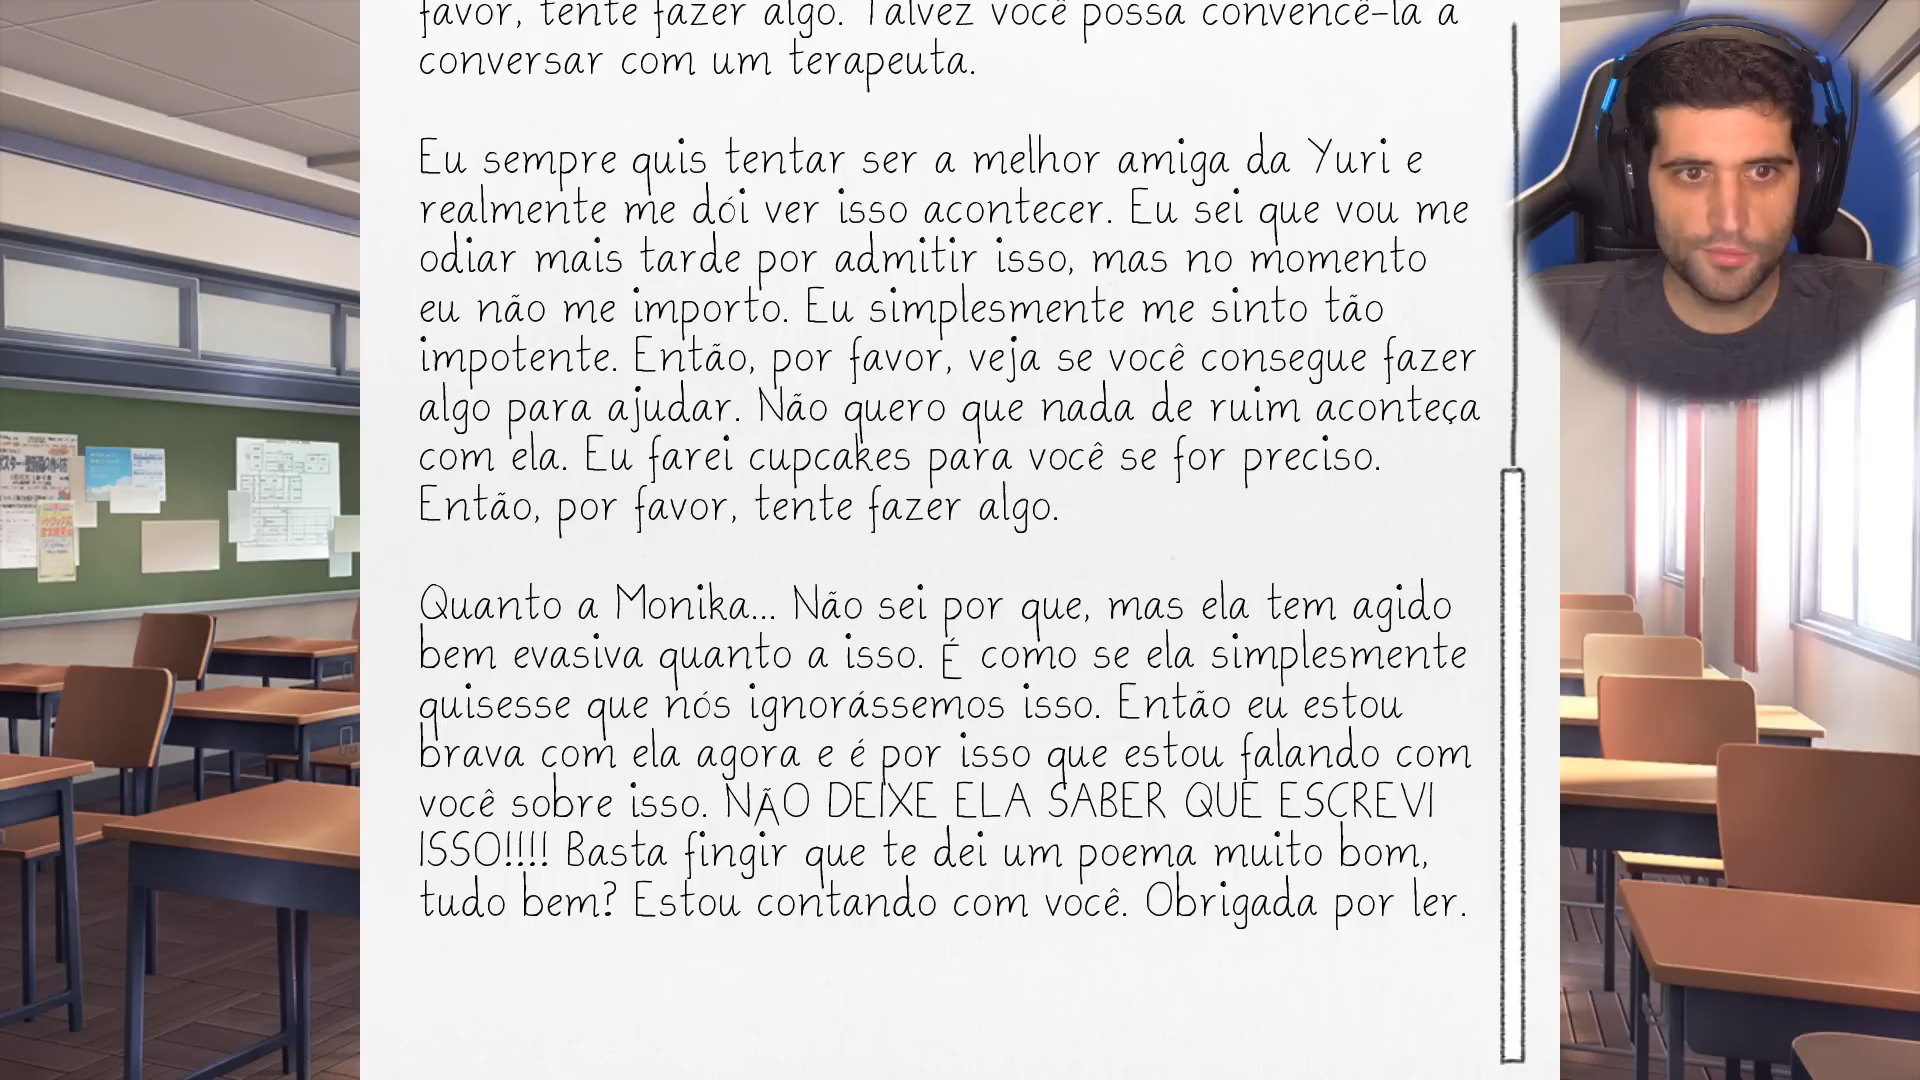 favor, tente fazer algo. Talvez você possa convencê-la a
conversar com um terapeuta.
Eu sempre quis tentar ser a melhor amiga da Yuri e
realmente me dói ver isso acontecer. Eu sei que vou me
odiar mais tarde por admitir isso, mas no momento
eu não me importo. Eu simplesmente me sinto tão
impotente. Então, por favor, veja se você consegue fazer
algo para ajudar. Não quero que nada de ruim aconteça
com ela. Eu farei cupcakes para você se for preciso.
Então, por favor, tente fazer algo.
Quanto a Monika... Não sei por que, mas ela tem agido
bem evasiva quanto a isso. É como se ela simplesmente
quisesse que nós ignorássemos isso. Então eu estou
brava com ela agora e é por isso que estou falando com
você sobre isso. NÃO DEIXE ELA SABER QUE ESCREVI
ISSO!!!! Basta fingir que te dei um poema muito bom,
tudo bem? Estou contando com você. Obrigada por ler.